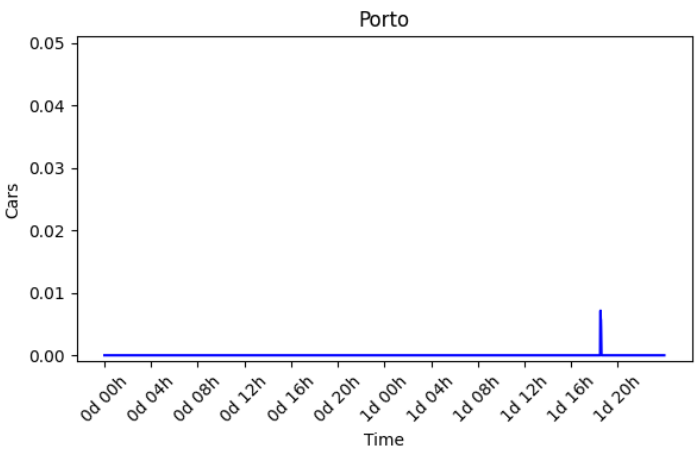 Porto
0.05
0.04
0.03
0.02
0.01
0.00
Cars
0d 00h
0d 04h
0d 08h
0d 12h
0d 16h
0d 20h
1d 00h
1d 04h
1d 08h
1d 12h
1d 16h
1d 20h
Time